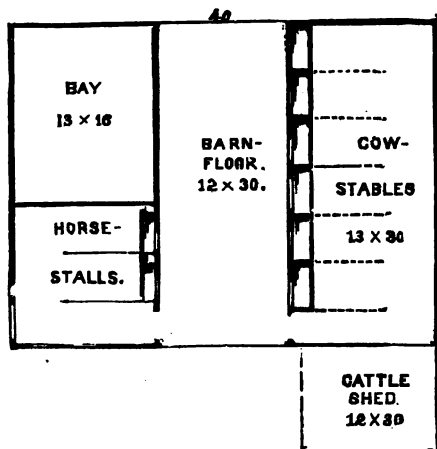 40
BAY
13 × 16
BARN-
FLOOR.
12 × 30.
COW-
STABLES
13 × 30
HORSE-
STALLS.
CATTLE
SHED.
12 × 30